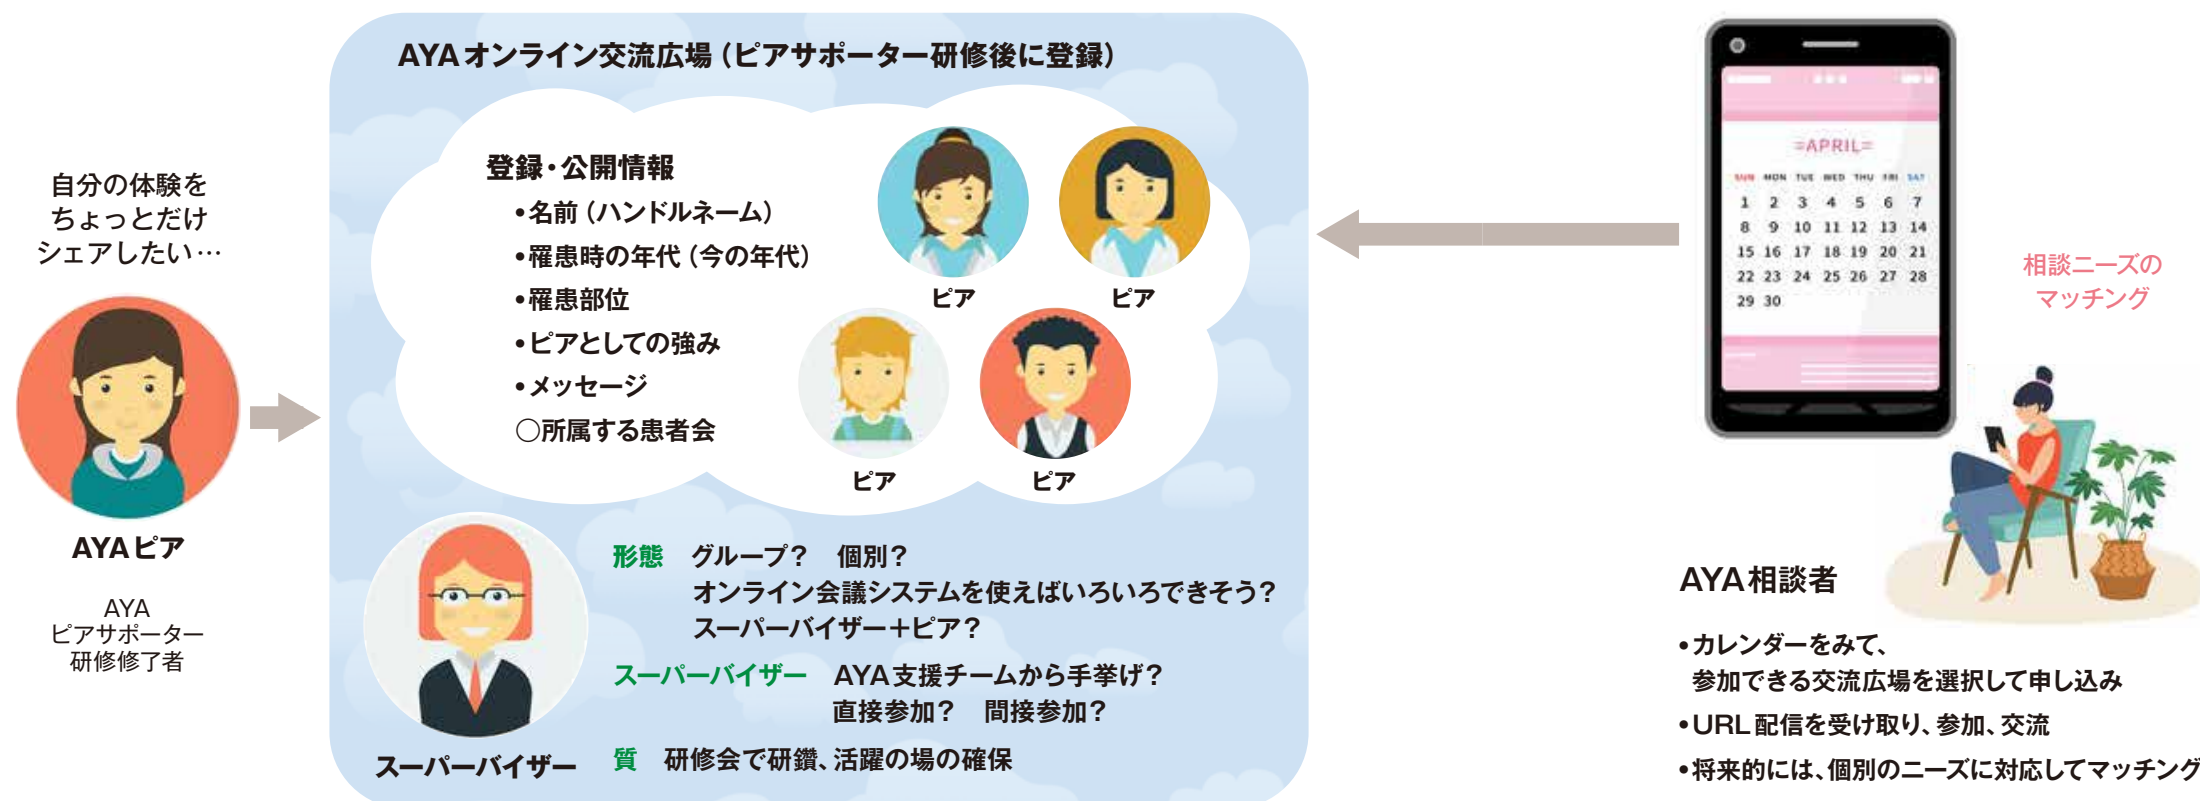 自分の体験を
ちょっとだけ
シェアしたい…
AYAピア
AYA
ピアサポーター
研修修了者
AYAオンライン交流広場（ピアサポーター研修後に登録）
登録・公開情報
•名前（ハンドルネーム）
•罹患時の年代（今の年代）
•罹患部位
•ピアとしての強み
•メッセージ
○所属する患者会
ピア
ピア
ピア
ピア
スーパーバイザー
形態 グループ？ 個別？
オンライン会議システムを使えばいろいろできそう？
スーパーバイザー＋ピア？
スーパーバイザー AYA支援チームから手挙げ？
直接参加？ 間接参加？
質 研修会で研鑽、活躍の場の確保
=APRIL=
SUN MON TUE WED THU FRI SAT
1 2 3 4 5 6 7
8 9 10 11 12 13 14
15 16 17 18 19 20 21
22 23 24 25 26 27 28
29 30
相談ニーズの
マッチング
AYA相談者
•カレンダーをみて、
参加できる交流広場を選択して申し込み
•URL配信を受け取り、参加、交流
•将来的には、個別のニーズに対応してマッチング